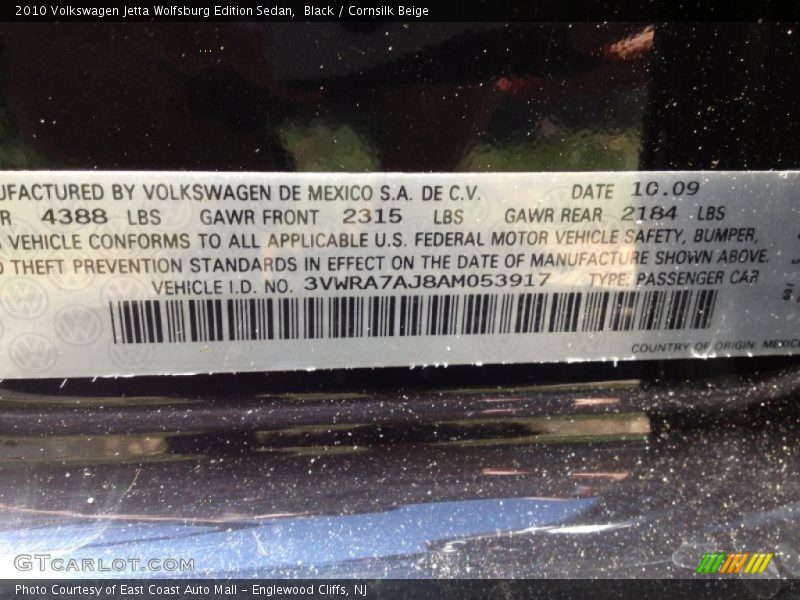 2010 Volkswagen Jetta Wolfsburg Edition Sedan, Black / Cornsilk Beige
UFACTURED BY VOLKSWAGEN DE MEXICO S.A. DE C.V. DATE 10.09
R 4388 LBS GAWR FRONT 2315 LBS GAWR REAR 2184 LBS
VEHICLE CONFORMS TO ALL APPLICABLE U.S. FEDERAL MOTOR VEHICLE SAFETY, BUMPER,
THEFT PREVENTION STANDARDS IN EFFECT ON THE DATE OF MANUFACTURE SHOWN ABOVE.
VEHICLE I.D. NO. 3VWRA7AJ8AM053917 TYPE: PASSENGER CAR
COUNTRY OF ORIGIN: MEXICO
GTCARLOT.COM
Photo Courtesy of East Coast Auto Mall - Englewood Cliffs, NJ